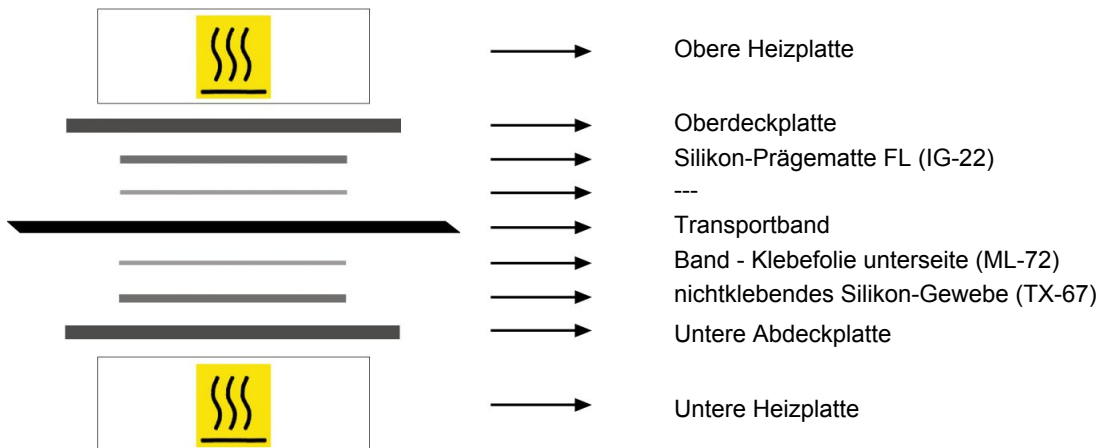 Obere Heizplatte
Oberdeckplatte
Silikon-Prägematte FL (IG-22)
---
Transportband
Band - Klebefolie unterseite (ML-72)
nichtklebendes Silikon-Gewebe (TX-67)
Untere Abdeckplatte
Untere Heizplatte